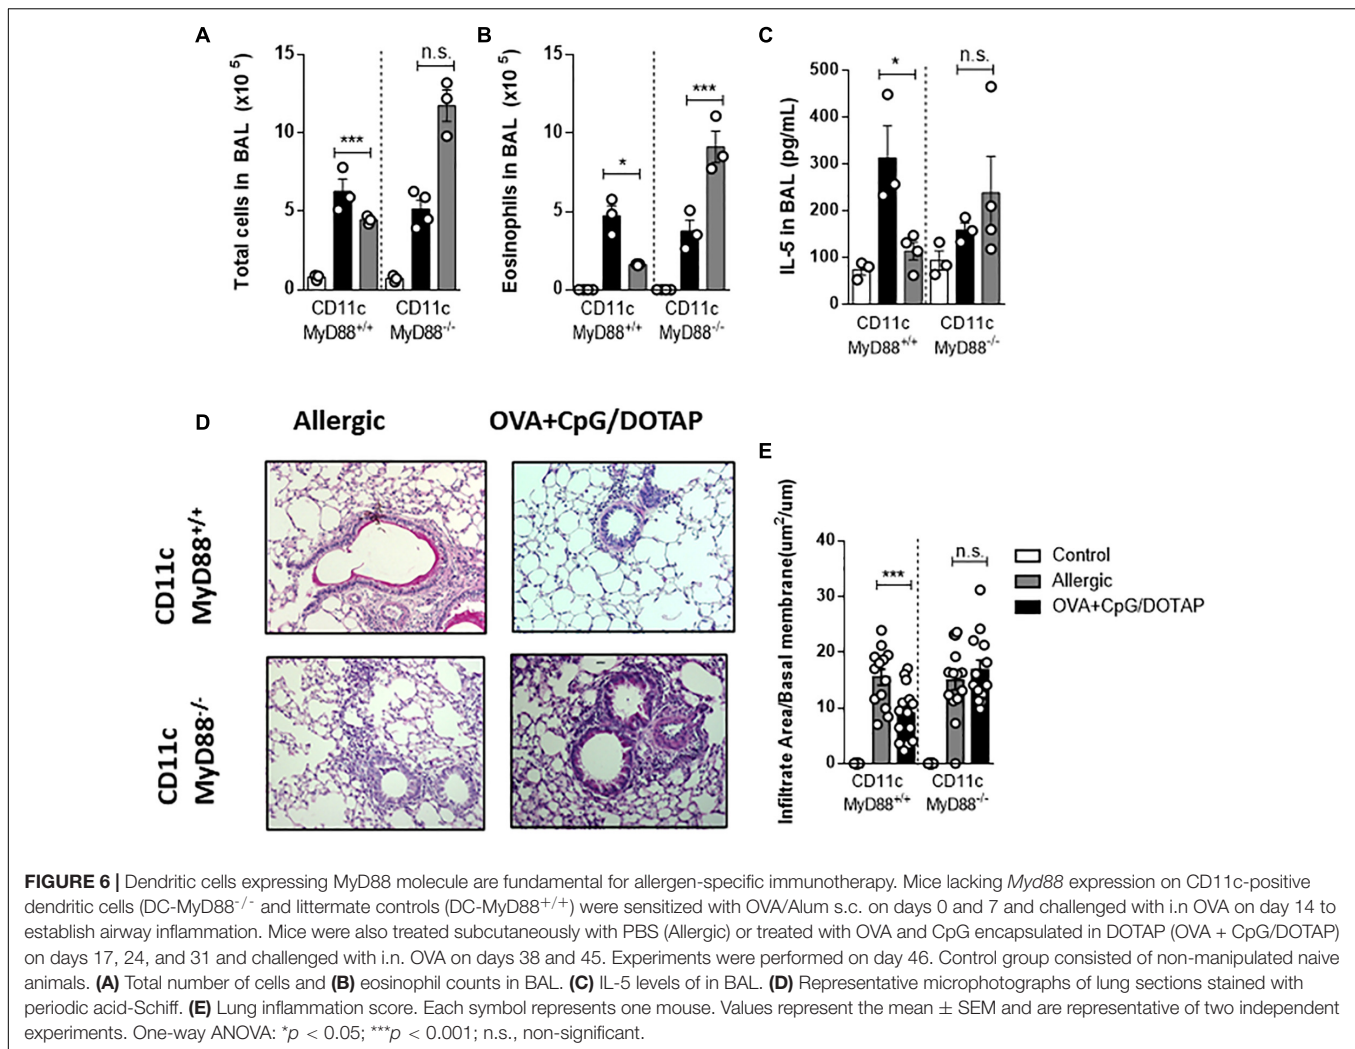 A
B
C
Total cells in BAL (x10 5)
15
10
5
0
***
n.s.
CD11c
MyD88+/+
CD11c
MyD88-/-
Eosinophils in BAL (x10 5)
15
10
5
0
*
***
CD11c
MyD88+/+
CD11c
MyD88-/-
IL-5 in BAL (pg/mL)
500
400
300
200
100
0
*
n.s.
CD11c
MyD88+/+
CD11c
MyD88-/-
D
Allergic
OVA+CpG/DOTAP
CD11c
MyD88+/+
CD11c
MyD88-/-
E
Infiltrate Area/Basal membrane(um2/um)
40
30
20
10
0
***
n.s.
CD11c
MyD88+/+
CD11c
MyD88-/-
Control
Allergic
OVA+CpG/DOTAP
FIGURE 6 | Dendritic cells expressing MyD88 molecule are fundamental for allergen-specific immunotherapy. Mice lacking Myd88 expression on CD11c-positive
dendritic cells (DC-MyD88-/- and littermate controls (DC-MyD88+/+) were sensitized with OVA/Alum s.c. on days 0 and 7 and challenged with i.n OVA on day 14 to
establish airway inflammation. Mice were also treated subcutaneously with PBS (Allergic) or treated with OVA and CpG encapsulated in DOTAP (OVA + CpG/DOTAP)
on days 17, 24, and 31 and challenged with i.n. OVA on days 38 and 45. Experiments were performed on day 46. Control group consisted of non-manipulated naive
animals. (A) Total number of cells and (B) eosinophil counts in BAL. (C) IL-5 levels of in BAL. (D) Representative microphotographs of lung sections stained with
periodic acid-Schiff. (E) Lung inflammation score. Each symbol represents one mouse. Values represent the mean ± SEM and are representative of two independent
experiments. One-way ANOVA: *p < 0.05; ***p < 0.001; n.s., non-significant.